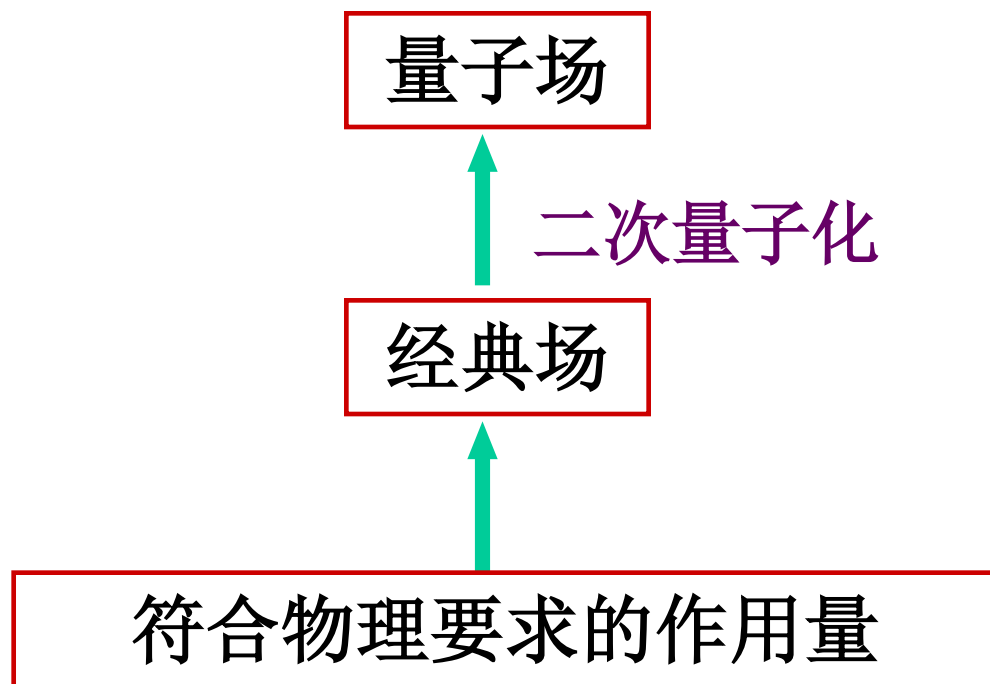 量子场
二次量子化
经典场
符合物理要求的作用量